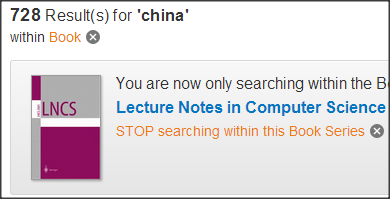 728 Result(s) for 'china'
within Book
You are now only searching within the B
Lecture Notes in Computer Science
STOP searching within this Book Series
LNCS
Springer